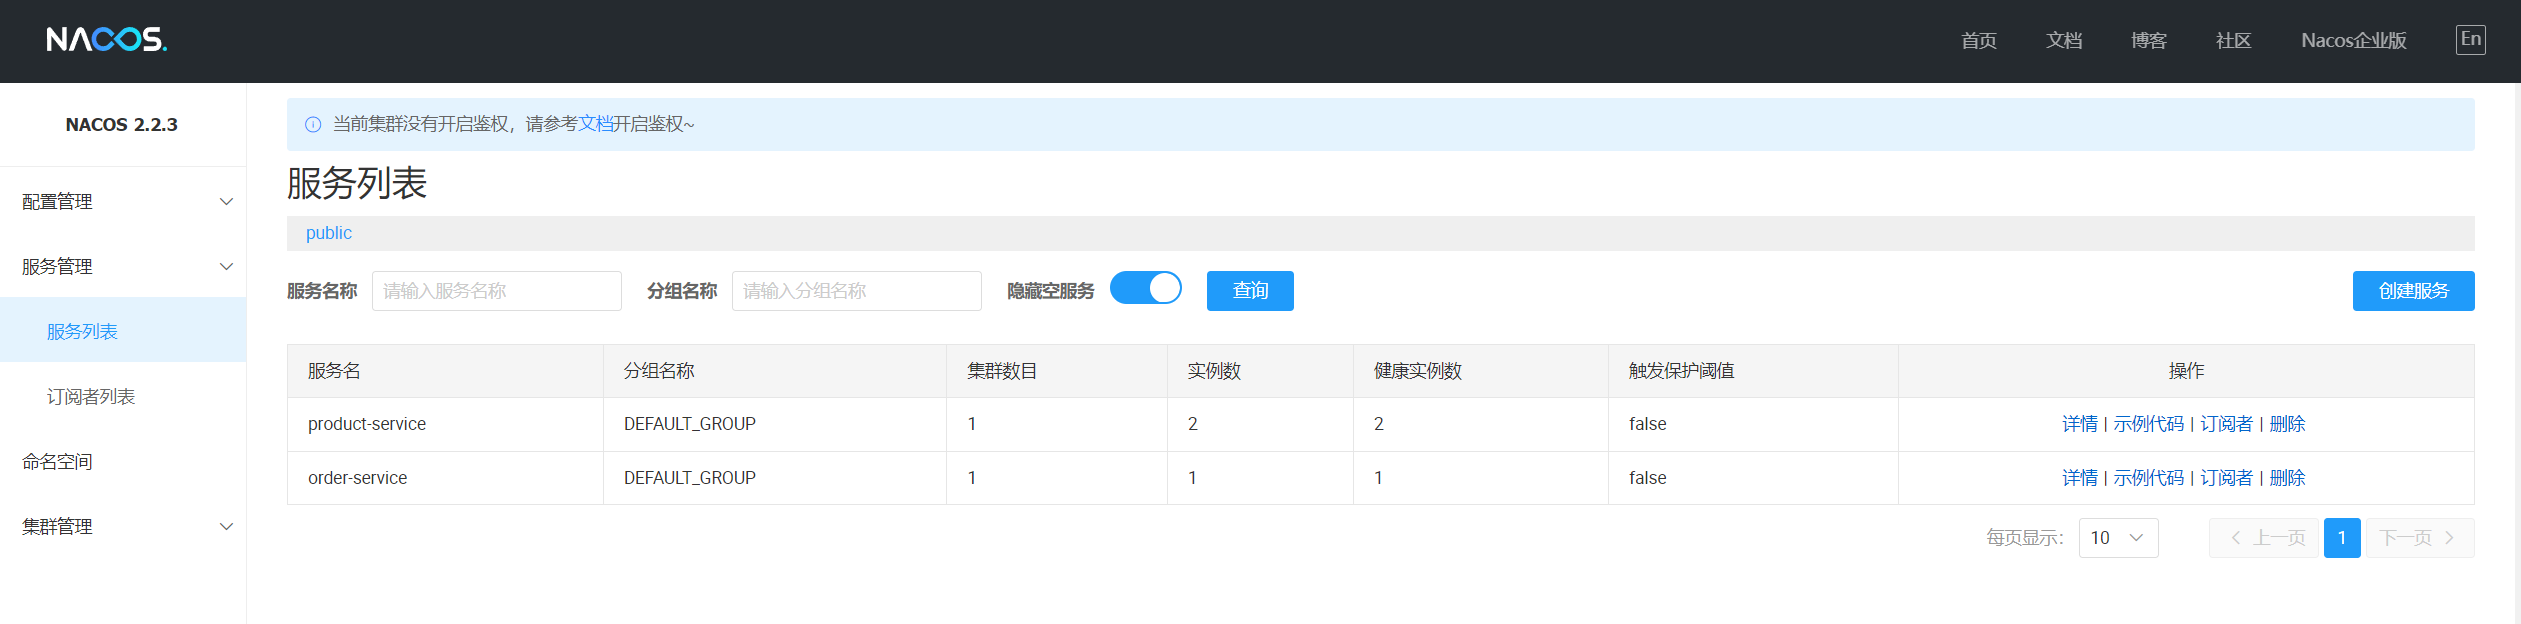 NACOS.
首页 文档 博客 社区 Nacos企业版 En
NACOS 2.2.3
当前集群没有开启鉴权，请参考文档开启鉴权~
服务列表
配置管理
public
服务管理
服务名称 请输入服务名称 分组名称 请输入分组名称 隐藏空服务 查询 创建服务
服务列表
服务名 分组名称 集群数目 实例数 健康实例数 触发保护阈值 操作
订阅者列表
product-service DEFAULT_GROUP 1 2 2 false 详情 | 示例代码 | 订阅者 | 删除
命名空间
order-service DEFAULT_GROUP 1 1 1 false 详情 | 示例代码 | 订阅者 | 删除
集群管理
每页显示： 10 上一页 1 下一页